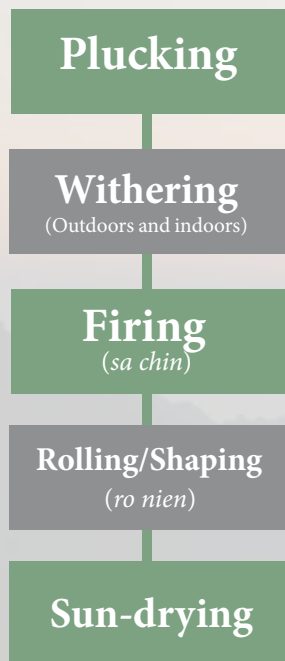 Plucking
Withering
(Outdoors and indoors)
Firing
(sa chin)
Rolling/Shaping
(ro nien)
Sun-drying